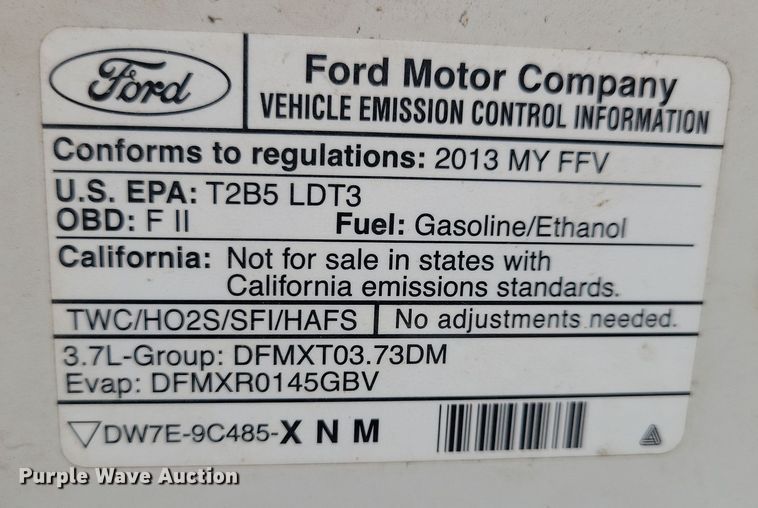 Ford
Ford Motor Company
VEHICLE EMISSION CONTROL INFORMATION
Conforms to regulations: 2013 MY FFV
U.S. EPA: T2B5 LDT3
OBD: F II Fuel: Gasoline/Ethanol
California: Not for sale in states with
California emissions standards.
TWC/HO2S/SFI/HAFS No adjustments needed.
3.7L-Group: DFMXT03.73DM
Evap: DFMXR0145GBV
DW7E-9C485-X N M
Purple Wave Auction